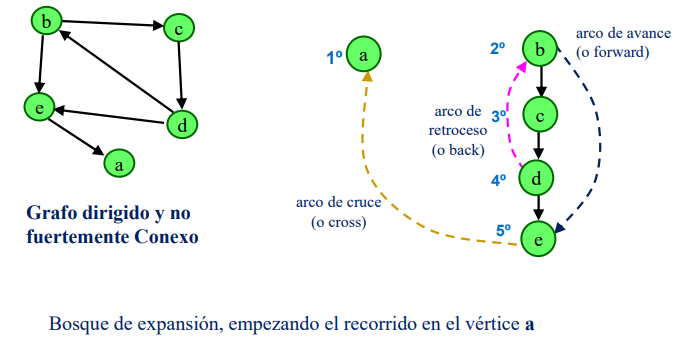 b
c
e
d
a
Grafo dirigido y no
fuertemente Conexo
1º
a
2º
b
arco de avance
(o forward)
3º
c
arco de
retroceso
(o back)
4º
d
arco de cruce
(o cross)
5º
e
Bosque de expansión, empezando el recorrido en el vértice a